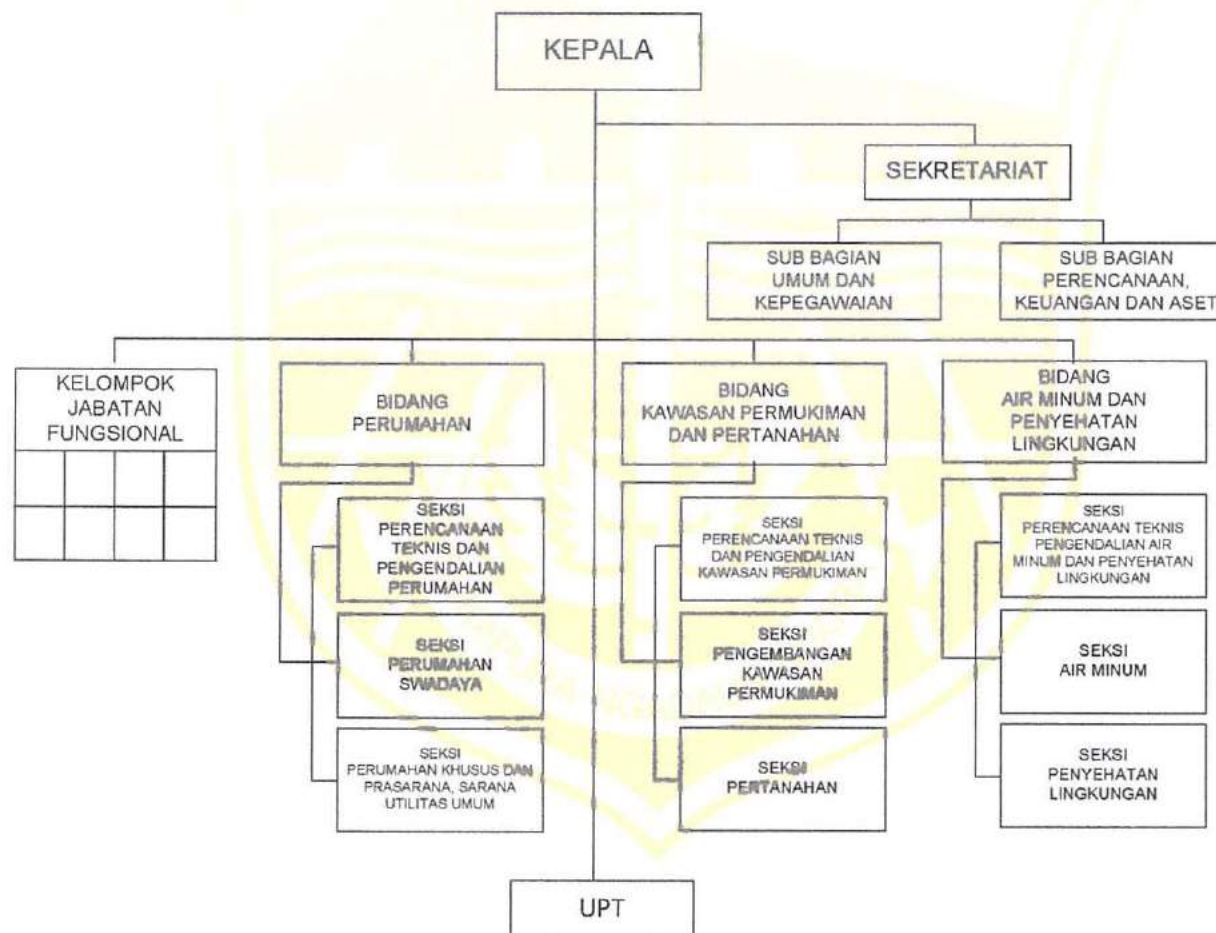 KEPALA
SEKRETARIAT
SUB BAGIAN
UMUM DAN
KEPEGAWAIAN
SUB BAGIAN
PERENCANAAN,
KEUANGAN DAN ASET
KELOMPOK
JABATAN
FUNGSIONAL
BIDANG
PERUMAHAN
BIDANG
KAWASAN PERMUKIMAN
DAN PERTANAHAN
BIDANG
AIR MINUM DAN
PENYEHATAN
LINGKUNGAN
SEKSI
PERENCANAAN
TEKNIS DAN
PENGENDALIAN
PERUMAHAN
SEKSI
PERENCANAAN TEKNIS
DAN PENGENDALIAN
KAWASAN PERMUKIMAN
SEKSI
PERENCANAAN TEKNIS
PENGENDALIAN AIR
MINUM DAN PENYEHATAN
LINGKUNGAN
SEKSI
PERUMAHAN
SWADAYA
SEKSI
PENGEMBANGAN
KAWASAN
PERMUKIMAN
SEKSI
AIR MINUM
SEKSI
PERUMAHAN KHUSUS DAN
PRASARANA, SARANA
UTILITAS UMUM
SEKSI
PERTANAHAN
SEKSI
PENYEHATAN
LINGKUNGAN
UPT